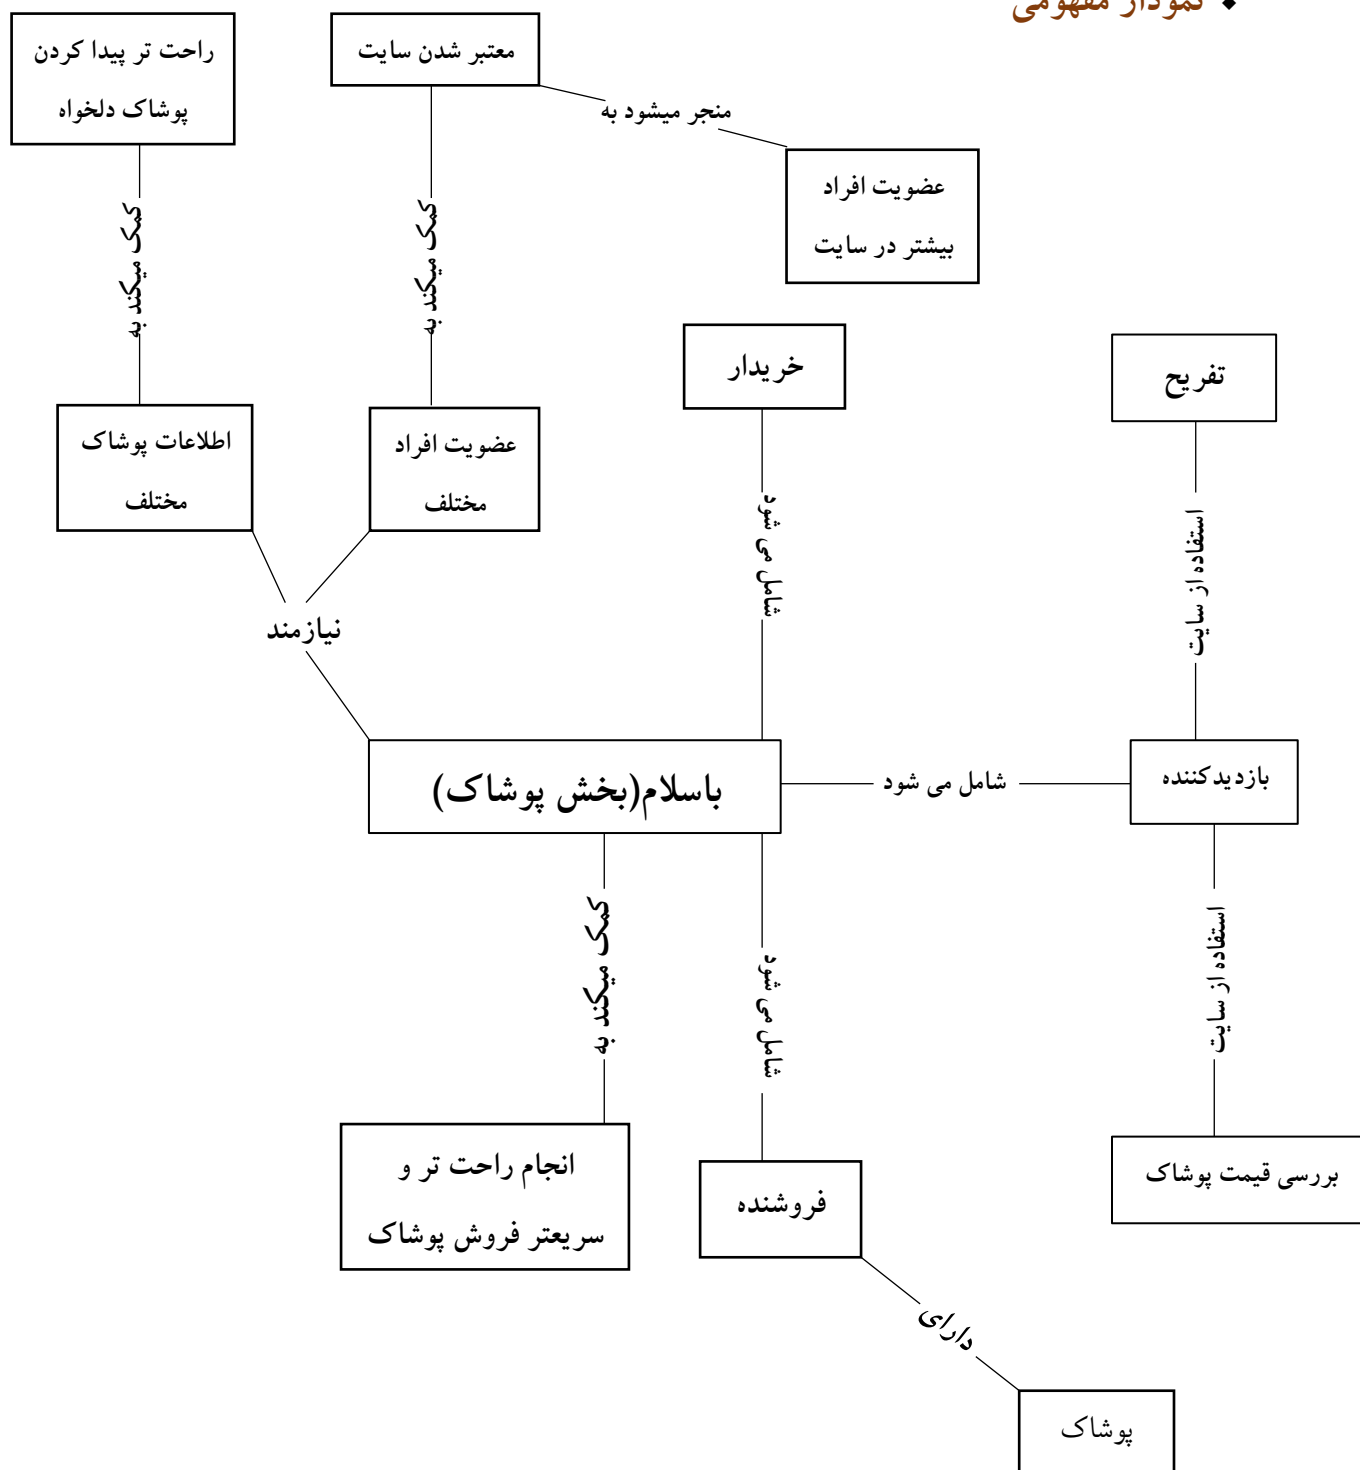 نمودار مفهومی
راحت تر پیدا کردن
پوشاک دلخواه
معتبر شدن سایت
منجر میشود به
عضویت افراد
بیشتر در سایت
کمک میکند به
کمک میکند به
خریدار
تفریح
اطلاعات پوشاک
مختلف
عضویت افراد
مختلف
شامل می شود
استفاده از سایت
نیازمند
باسلام(بخش پوشاک)
شامل می شود
بازدیدکننده
کمک میکند به
شامل می شود
استفاده از سایت
انجام راحت تر و
سریعتر فروش پوشاک
فروشنده
بررسی قیمت پوشاک
دارای
پوشاک